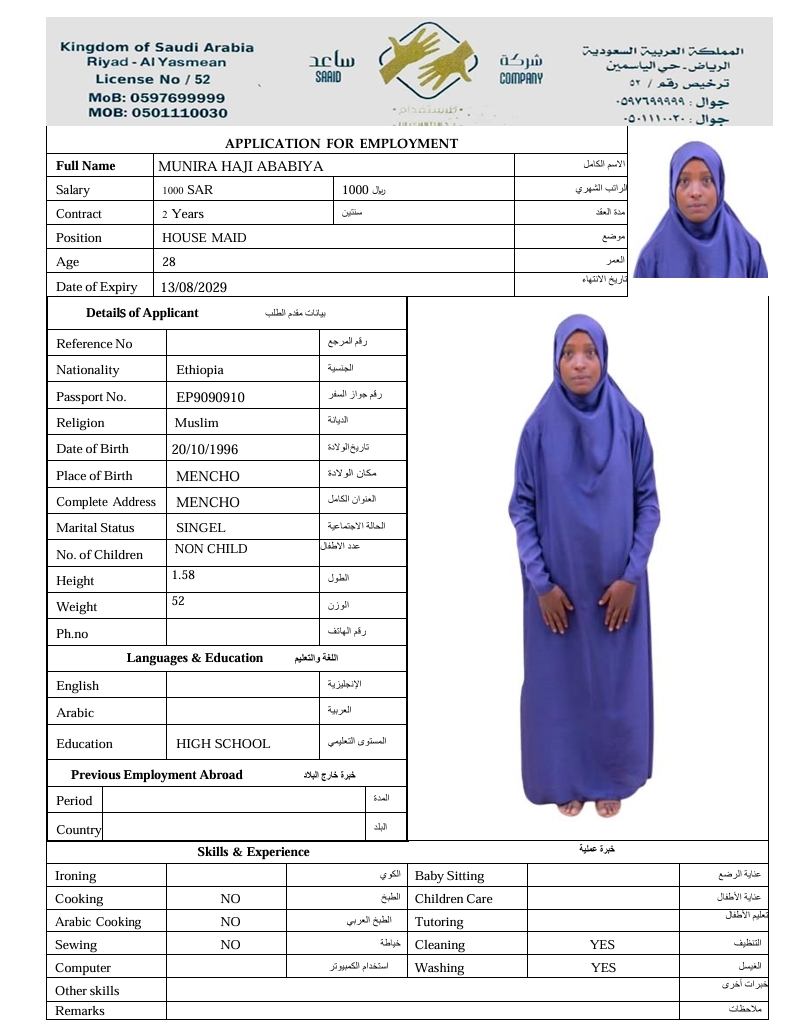 Kingdom of Saudi Arabia
Riyad - Al Yasmean
License No / 52
MoB: 0597699999
MOB: 0501110030
ساعد
SAAID
شركة
COMPANY
للاستقدام
المملكة العربية السعودية
الرياض - حي الياسمين
ترخيص رقم / ٥٢
جوال : ٠٥٩٧٦٩٩٩٩٩
جوال : ٠٥٠١١١٠٠٣٠
APPLICATION FOR EMPLOYMENT
Full Name MUNIRA HAJI ABABIYA الاسم الكامل
Salary 1000 SAR 1000 ريال الراتب الشهري
Contract 2 Years سنتين مدة العقد
Position HOUSE MAID موضع
Age 28 العمر
Date of Expiry 13/08/2029 تاريخ الانتهاء
Details of Applicant بيانات مقدم الطلب
Reference No رقم المرجع
Nationality Ethiopia الجنسية
Passport No. EP9090910 رقم جواز السفر
Religion Muslim الديانة
Date of Birth 20/10/1996 تاريخ الولادة
Place of Birth MENCHO مكان الولادة
Complete Address MENCHO العنوان الكامل
Marital Status SINGEL الحالة الاجتماعية
No. of Children NON CHILD عدد الاطفال
Height 1.58 الطول
Weight 52 الوزن
Ph.no رقم الهاتف
Languages & Education اللغة والتعليم
English الإنجليزية
Arabic العربية
Education HIGH SCHOOL المستوى التعليمي
Previous Employment Abroad خبرة خارج البلاد
Period المدة
Country البلد
Skills & Experience خبرة عملية
Ironing الكوي Baby Sitting عناية الرضع
Cooking NO الطبخ Children Care عناية الأطفال
Arabic Cooking NO الطبخ العربي Tutoring تعليم الأطفال
Sewing NO خياطة Cleaning YES التنظيف
Computer استخدام الكمبيوتر Washing YES الغسيل
Other skills خبرات أخرى
Remarks ملاحظات